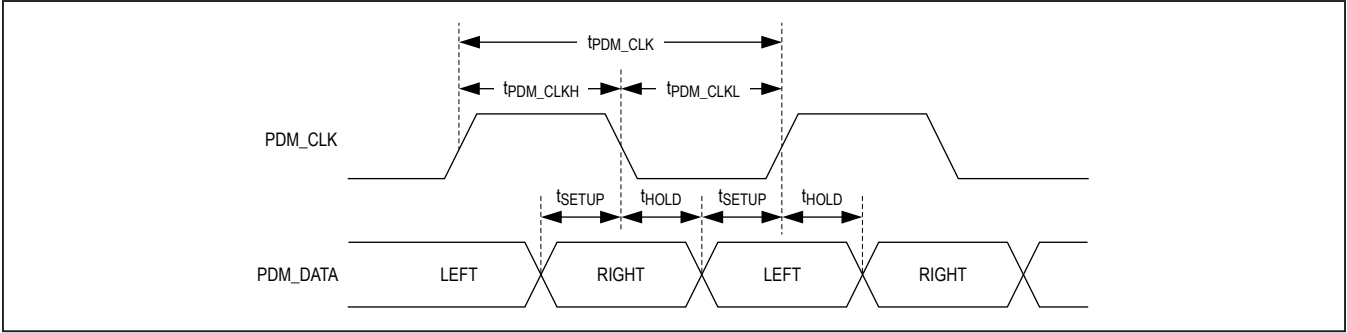 tPDM_CLK
tPDM_CLKH tPDM_CLKL
PDM_CLK
tSETUP tHOLD tSETUP tHOLD
PDM_DATA LEFT RIGHT LEFT RIGHT